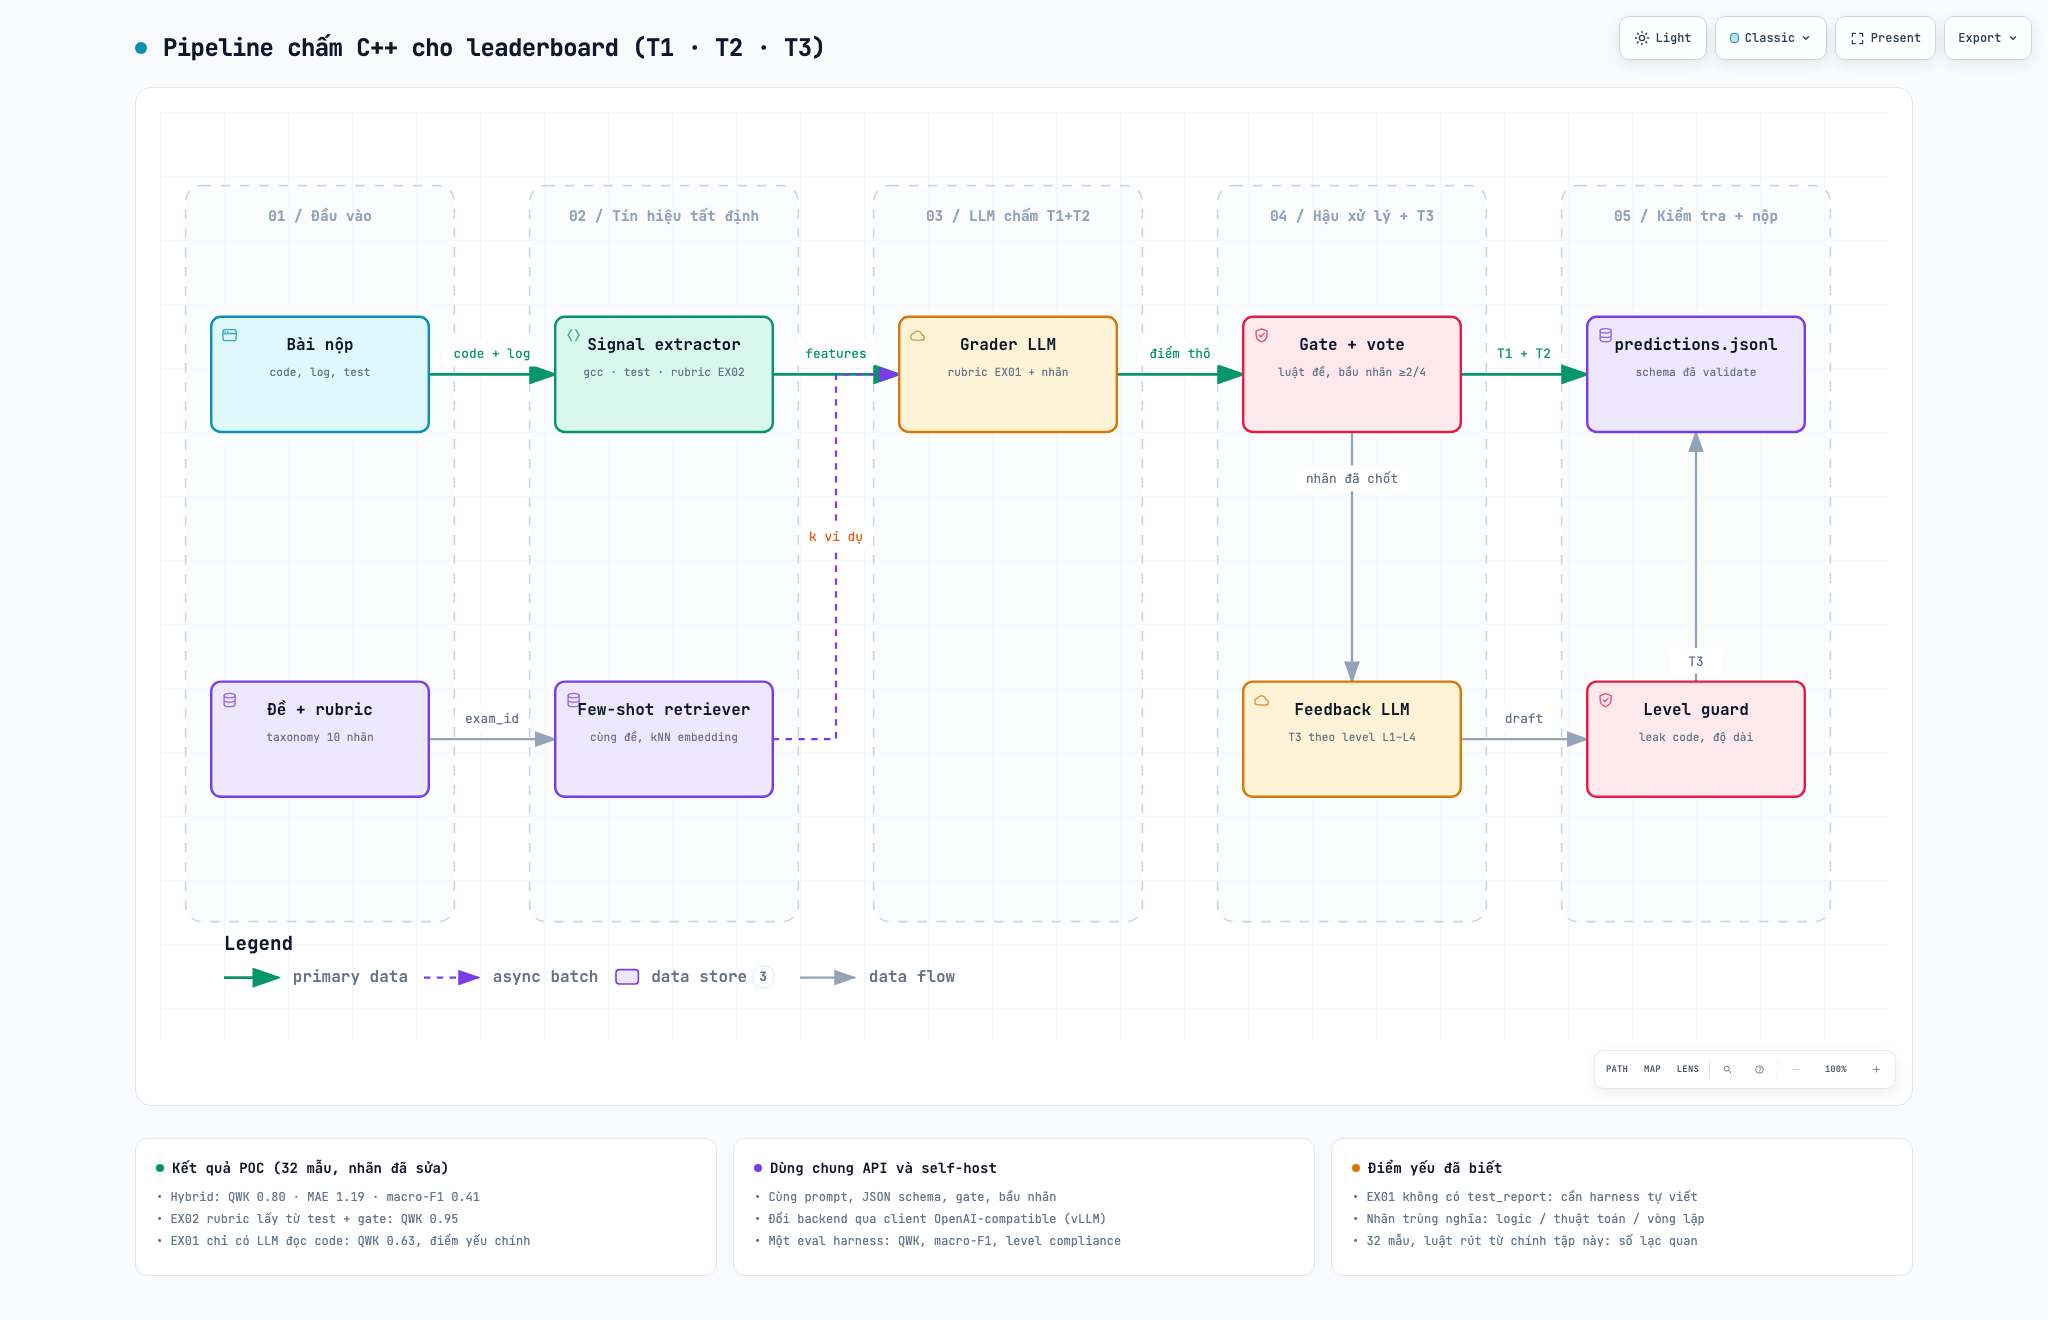 Pipeline chấm C++ cho leaderboard (T1 · T2 · T3)
Light
Classic
Present
Export
01 / Đầu vào
02 / Tín hiệu tất định
03 / LLM chấm T1+T2
04 / Hậu xử lý + T3
05 / Kiểm tra + nộp
Bài nộp
code, log, test
code + log
Signal extractor
gcc · test · rubric EX02
features
Grader LLM
rubric EX01 + nhãn
điểm thô
Gate + vote
luật đề, bầu nhãn ≥2/4
T1 + T2
predictions.jsonl
schema đã validate
nhãn đã chốt
k ví dụ
T3
Đề + rubric
taxonomy 10 nhãn
exam_id
Few-shot retriever
cùng đề, kNN embedding
Feedback LLM
T3 theo level L1-L4
draft
Level guard
leak code, độ dài
Legend
primary data
async batch
data store 3
data flow
PATH MAP LENS
100%
Kết quả POC (32 mẫu, nhãn đã sửa)
• Hybrid: QWK 0.80 · MAE 1.19 · macro-F1 0.41
• EX02 rubric lấy từ test + gate: QWK 0.95
• EX01 chỉ có LLM đọc code: QWK 0.63, điểm yếu chính
Dùng chung API và self-host
• Cùng prompt, JSON schema, gate, bầu nhãn
• Đổi backend qua client OpenAI-compatible (vLLM)
• Một eval harness: QWK, macro-F1, level compliance
Điểm yếu đã biết
• EX01 không có test_report: cần harness tự viết
• Nhãn trùng nghĩa: logic / thuật toán / vòng lặp
• 32 mẫu, luật rút từ chính tập này: số lạc quan